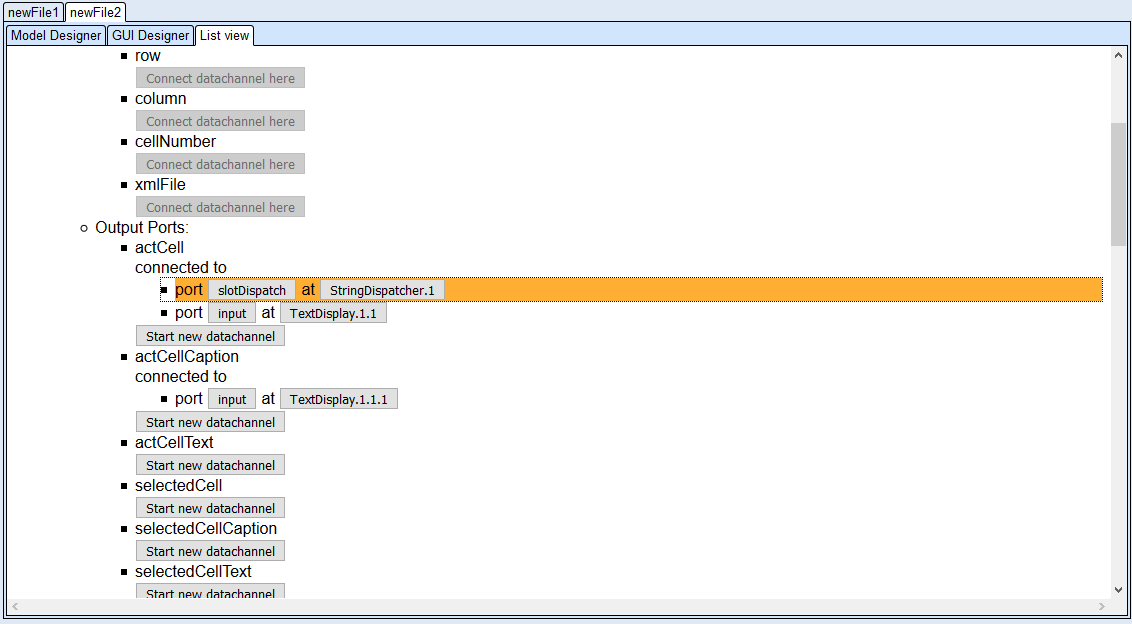 newFile1 newFile2
Model Designer GUI Designer List view
row
Connect datachannel here
column
Connect datachannel here
cellNumber
Connect datachannel here
xmlFile
Connect datachannel here
Output Ports:
actCell
connected to
port slotDispatch at StringDispatcher.1
port input at TextDisplay.1.1
Start new datachannel
actCellCaption
connected to
port input at TextDisplay.1.1.1
Start new datachannel
actCellText
Start new datachannel
selectedCell
Start new datachannel
selectedCellCaption
Start new datachannel
selectedCellText
Start new datachannel